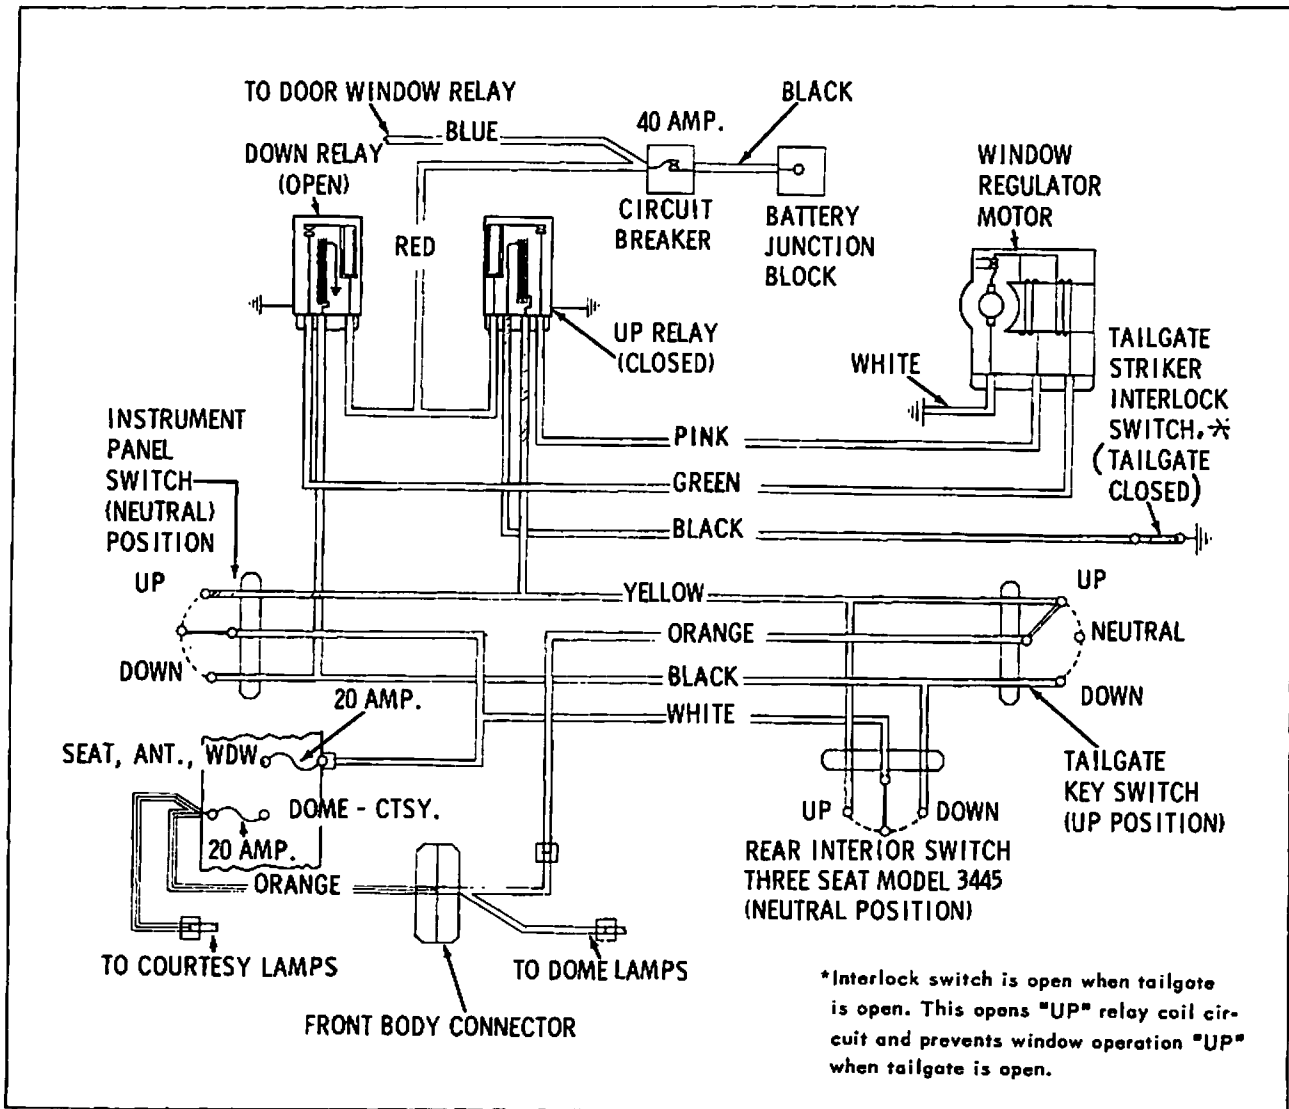 TO DOOR WINDOW RELAY
BLUE
40 AMP.
BLACK
DOWN RELAY
(OPEN)
RED
CIRCUIT
BREAKER
BATTERY
JUNCTION
BLOCK
WINDOW
REGULATOR
MOTOR
UP RELAY
(CLOSED)
WHITE
TAILGATE
STRIKER
INTERLOCK
SWITCH.*
(TAILGATE
CLOSED)
INSTRUMENT
PANEL
SWITCH
(NEUTRAL)
POSITION
PINK
GREEN
BLACK
UP
YELLOW
UP
ORANGE
NEUTRAL
DOWN
BLACK
DOWN
20 AMP.
WHITE
SEAT, ANT., WDW
DOME - CTSY.
20 AMP.
ORANGE
UP
DOWN
REAR INTERIOR SWITCH
THREE SEAT MODEL 3445
(NEUTRAL POSITION)
TAILGATE
KEY SWITCH
(UP POSITION)
TO COURTESY LAMPS
TO DOME LAMPS
FRONT BODY CONNECTOR
*Interlock switch is open when tailgate
is open. This opens "UP" relay coil cir-
cuit and prevents window operation "UP"
when tailgate is open.